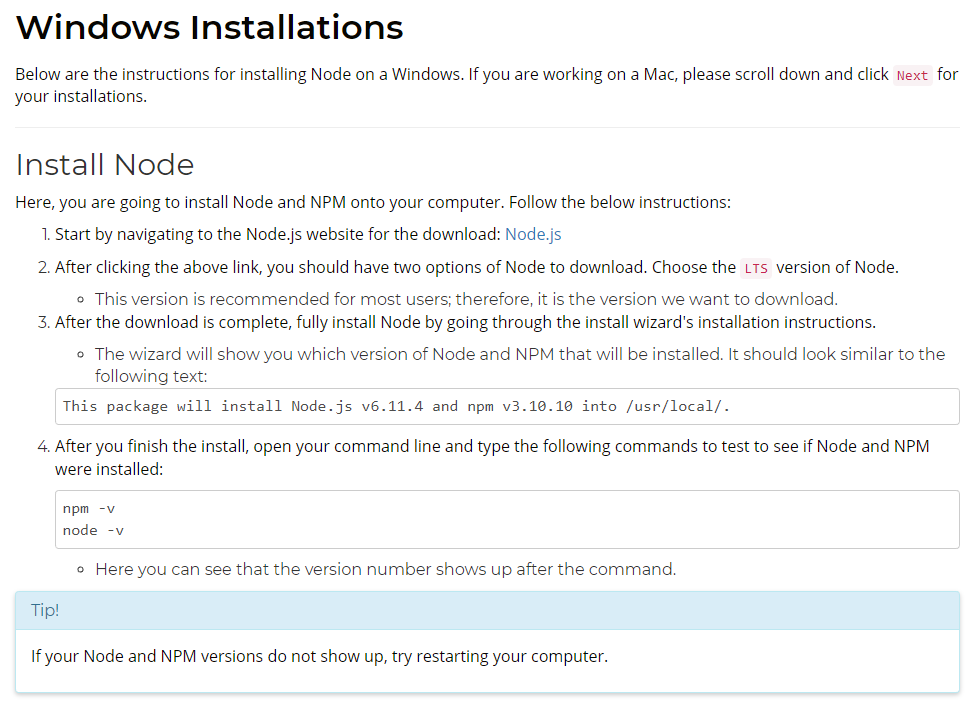 Windows Installations
Below are the instructions for installing Node on a Windows. If you are working on a Mac, please scroll down and click Next for
your installations.
Install Node
Here, you are going to install Node and NPM onto your computer. Follow the below instructions:
1. Start by navigating to the Node.js website for the download: Node.js
2. After clicking the above link, you should have two options of Node to download. Choose the LTS version of Node.
◦ This version is recommended for most users; therefore, it is the version we want to download.
3. After the download is complete, fully install Node by going through the install wizard's installation instructions.
◦ The wizard will show you which version of Node and NPM that will be installed. It should look similar to the
following text:
This package will install Node.js v6.11.4 and npm v3.10.10 into /usr/local/.
4. After you finish the install, open your command line and type the following commands to test to see if Node and NPM
were installed:
npm -v
node -v
◦ Here you can see that the version number shows up after the command.
Tip!
If your Node and NPM versions do not show up, try restarting your computer.